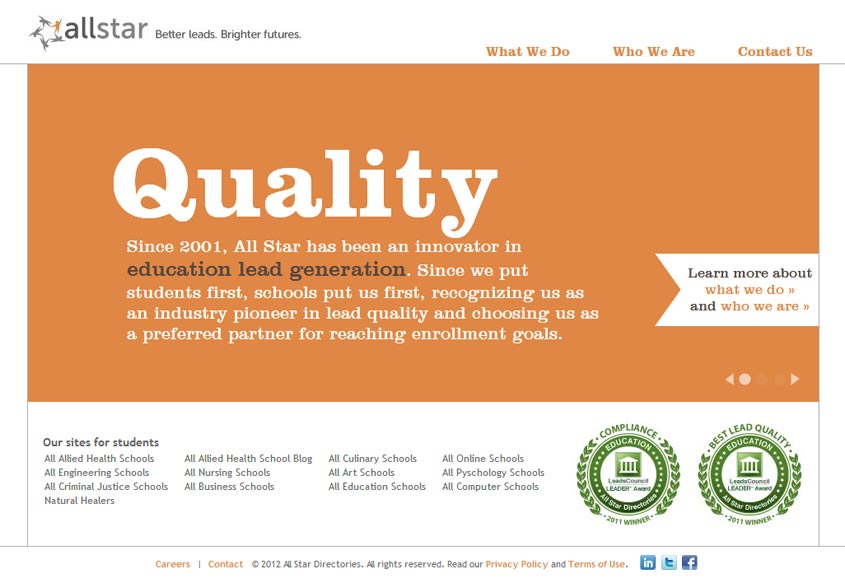 allstar Better leads. Brighter futures.
What We Do Who We Are Contact Us
Quality
Since 2001, All Star has been an innovator in
education lead generation. Since we put
students first, schools put us first, recognizing us as
an industry pioneer in lead quality and choosing us as
a preferred partner for reaching enrollment goals.
Learn more about
what we do »
and who we are »
Our sites for students
All Allied Health Schools All Allied Health School Blog All Culinary Schools All Online Schools
All Engineering Schools All Nursing Schools All Art Schools All Pyschology Schools
All Criminal Justice Schools All Business Schools All Education Schools All Computer Schools
Natural Healers
COMPLIANCE
EDUCATION
LeadsCouncil
LEADER™ Award
All Star Directories
•2011 WINNER•
BEST LEAD QUALITY
EDUCATION
LeadsCouncil
LEADER™ Award
All Star Directories
•2011 WINNER•
Careers | Contact © 2012 All Star Directories. All rights reserved. Read our Privacy Policy and Terms of Use. in t f